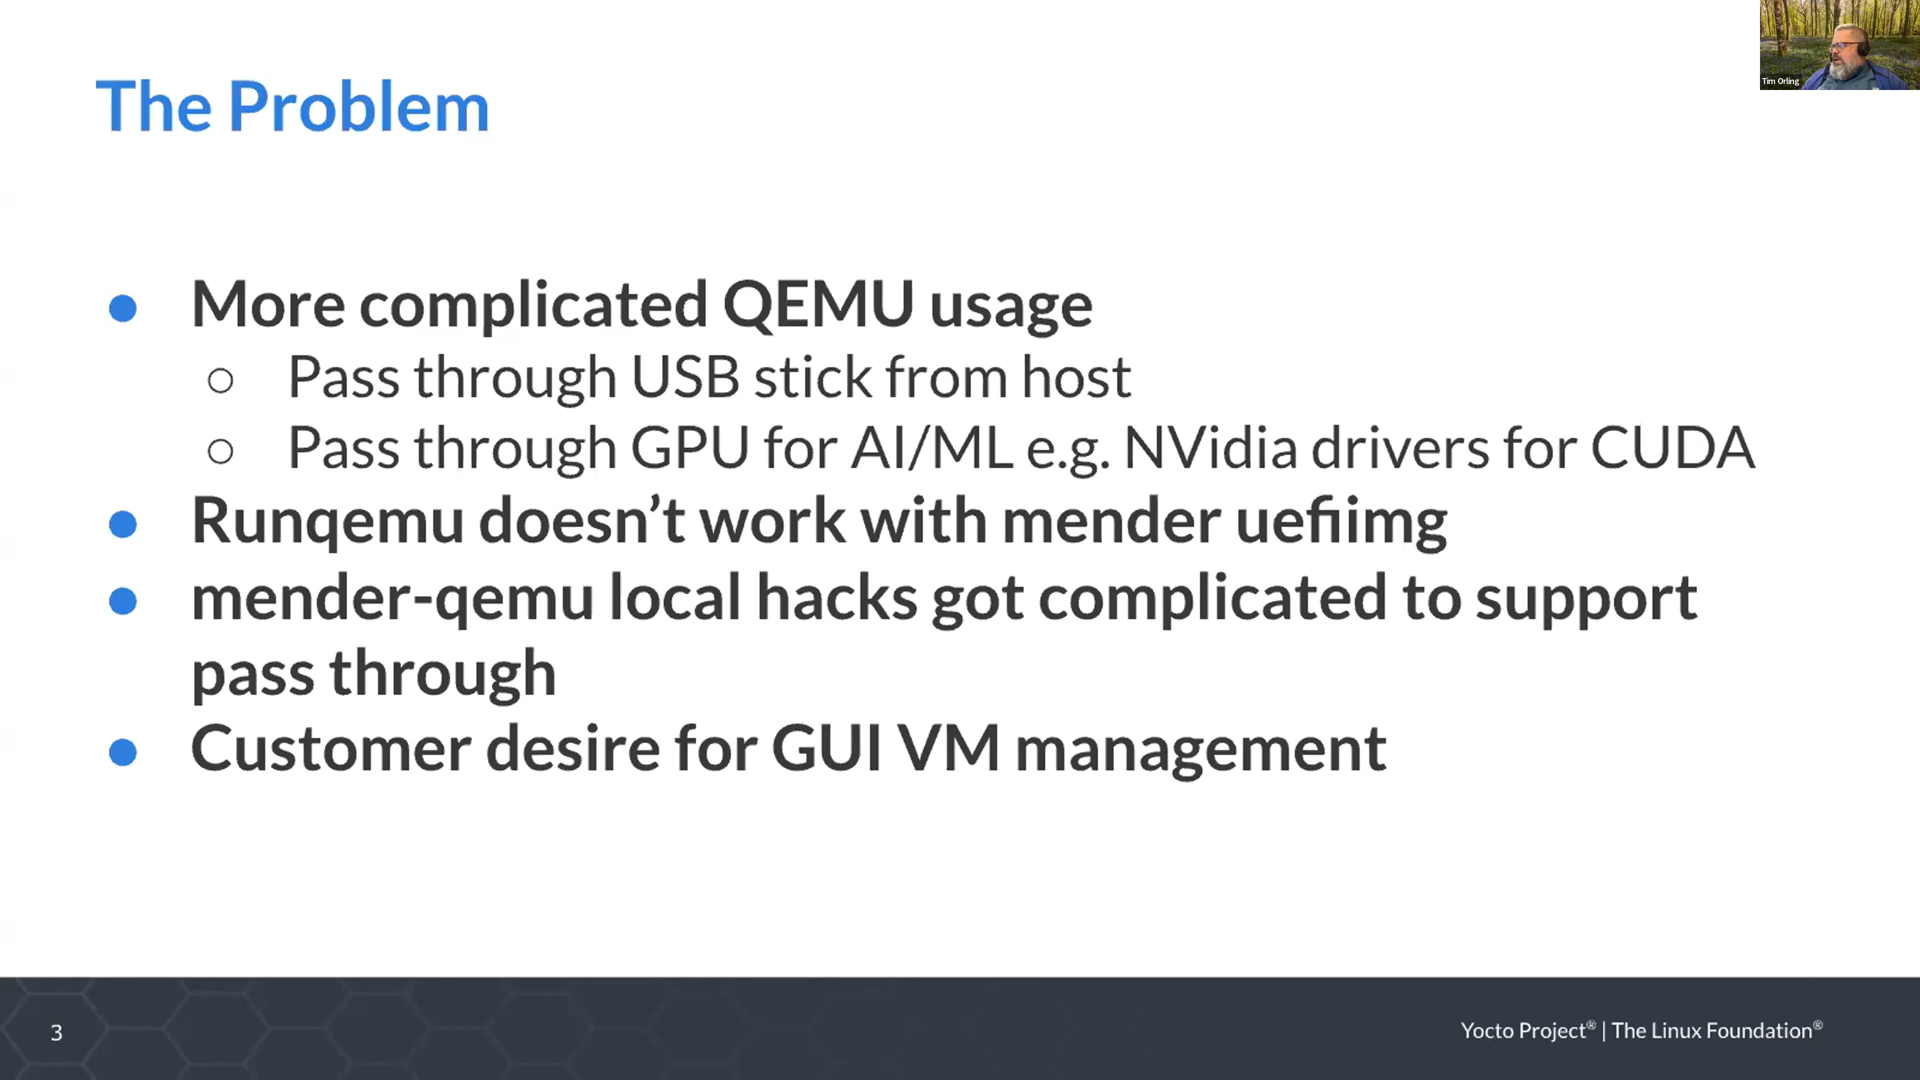 Tim Orling
The Problem
● More complicated QEMU usage
○ Pass through USB stick from host
○ Pass through GPU for AI/ML e.g. NVidia drivers for CUDA
● Runqemu doesn’t work with mender uefiimg
● mender-qemu local hacks got complicated to support
pass through
● Customer desire for GUI VM management
3
Yocto Project® | The Linux Foundation®